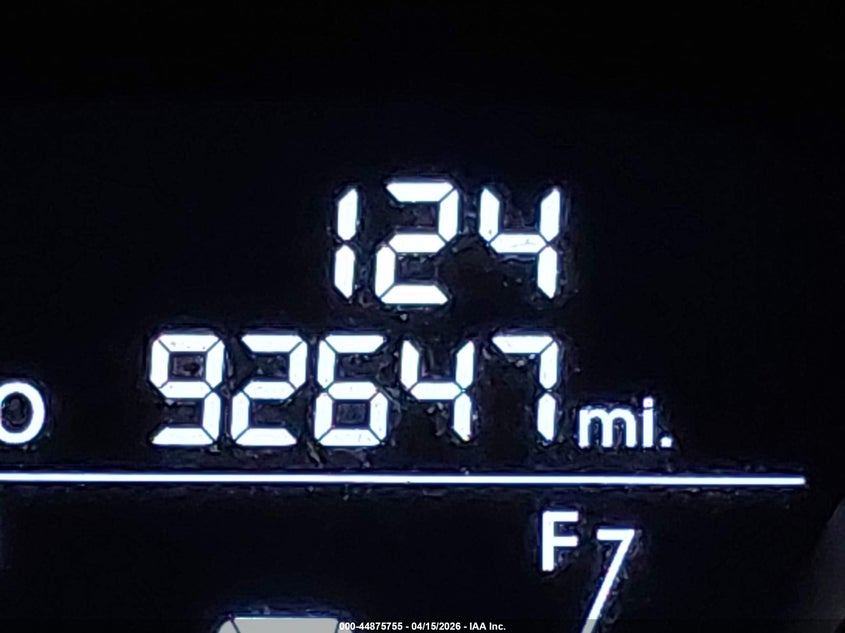 124
92647 mi.
F
000-44875755 - 04/15/2026 - IAA Inc.